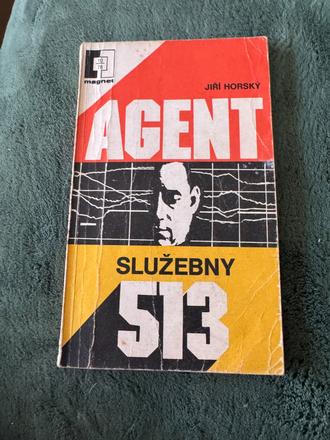 magnet
JIŘÍ HORSKÝ
AGENT
SLUŽEBNY
513